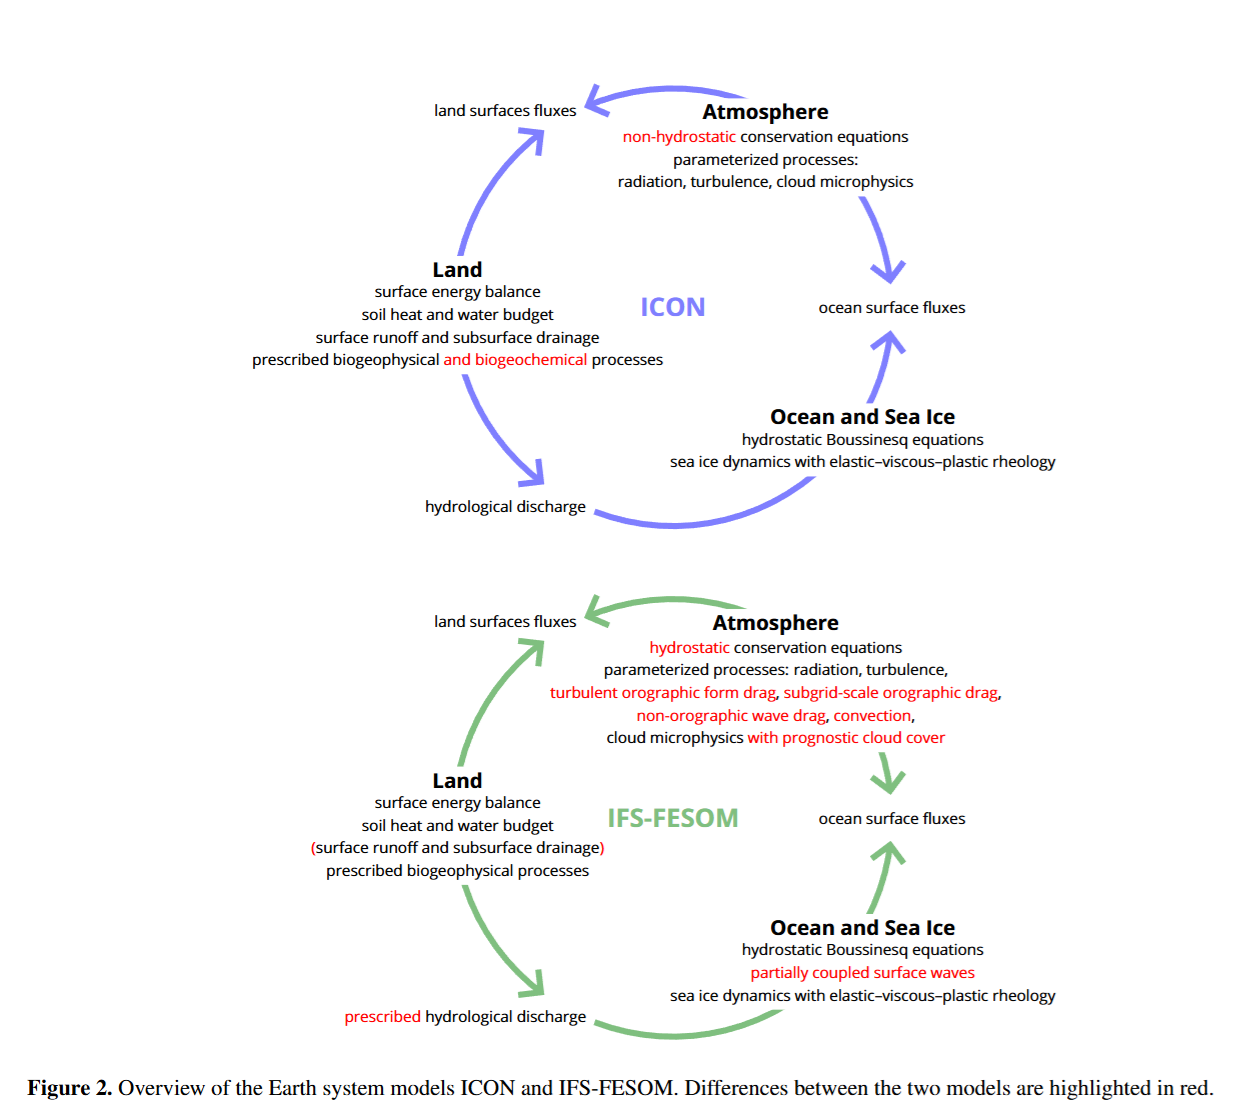 land surfaces fluxes
Atmosphere
non-hydrostatic conservation equations
parameterized processes:
radiation, turbulence, cloud microphysics
Land
surface energy balance
soil heat and water budget
surface runoff and subsurface drainage
prescribed biogeophysical and biogeochemical processes
ICON
ocean surface fluxes
Ocean and Sea Ice
hydrostatic Boussinesq equations
sea ice dynamics with elastic–viscous–plastic rheology
hydrological discharge
land surfaces fluxes
Atmosphere
hydrostatic conservation equations
parameterized processes: radiation, turbulence,
turbulent orographic form drag, subgrid-scale orographic drag,
non-orographic wave drag, convection,
cloud microphysics with prognostic cloud cover
Land
surface energy balance
soil heat and water budget
(surface runoff and subsurface drainage)
prescribed biogeophysical processes
IFS-FESOM
ocean surface fluxes
Ocean and Sea Ice
hydrostatic Boussinesq equations
partially coupled surface waves
sea ice dynamics with elastic–viscous–plastic rheology
prescribed hydrological discharge
Figure 2. Overview of the Earth system models ICON and IFS-FESOM. Differences between the two models are highlighted in red.